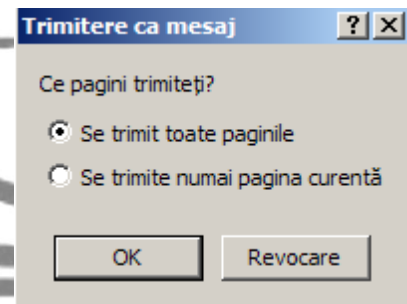 Trimitere ca mesaj
Ce pagini trimiteţi?
Se trimit toate paginile
Se trimite numai pagina curentă
OK
Revocare